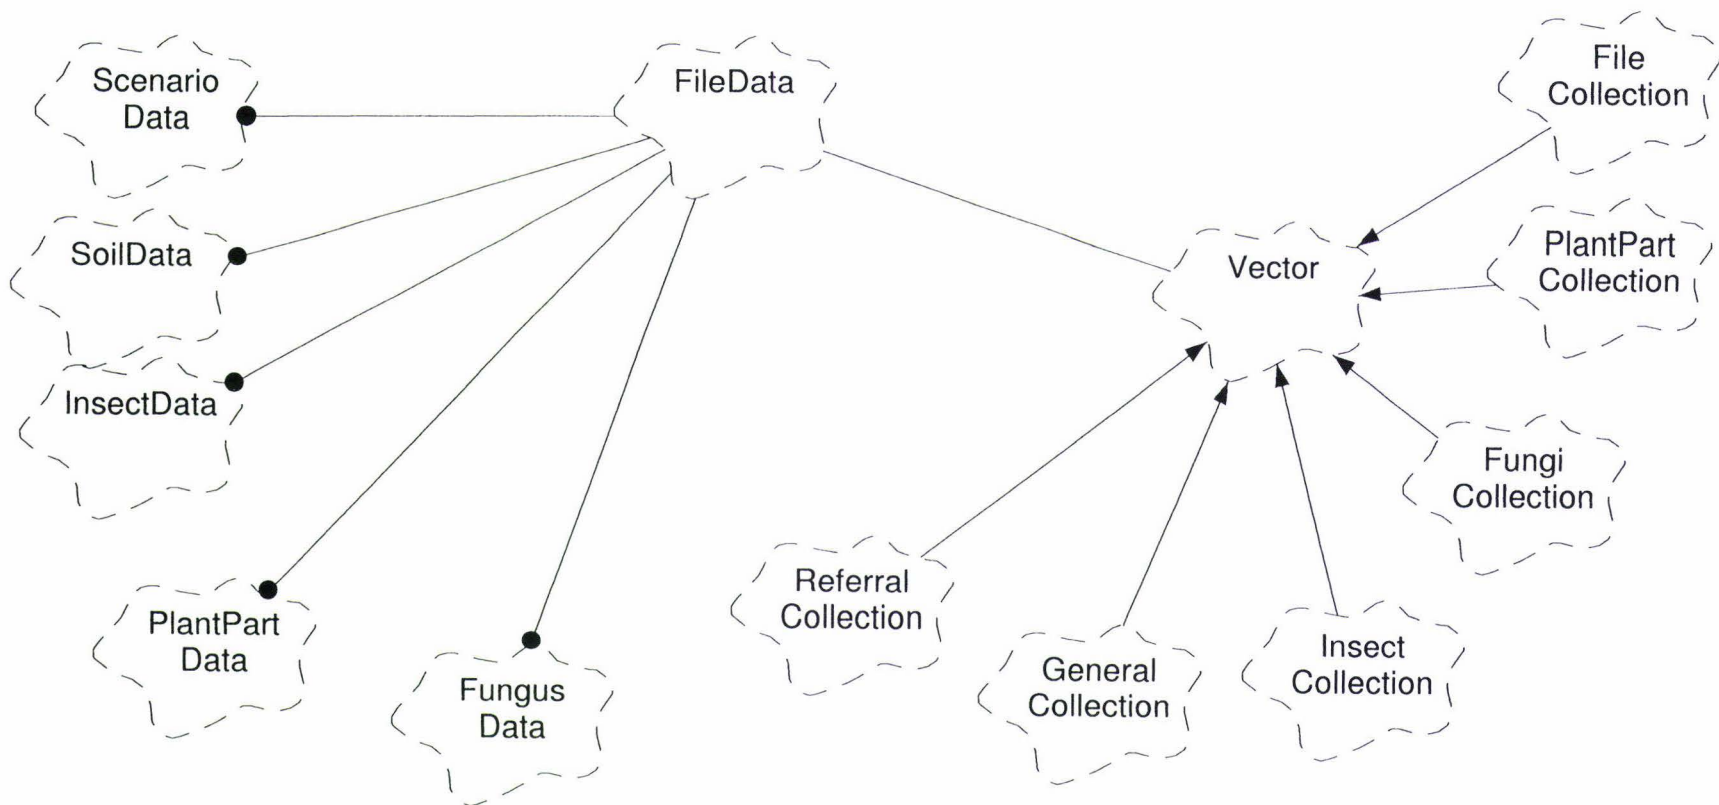 Scenario
Data
FileData
File
Collection
SoilData
Vector
PlantPart
Collection
InsectData
Fungi
Collection
Referral
Collection
PlantPart
Data
General
Collection
Insect
Collection
Fungus
Data